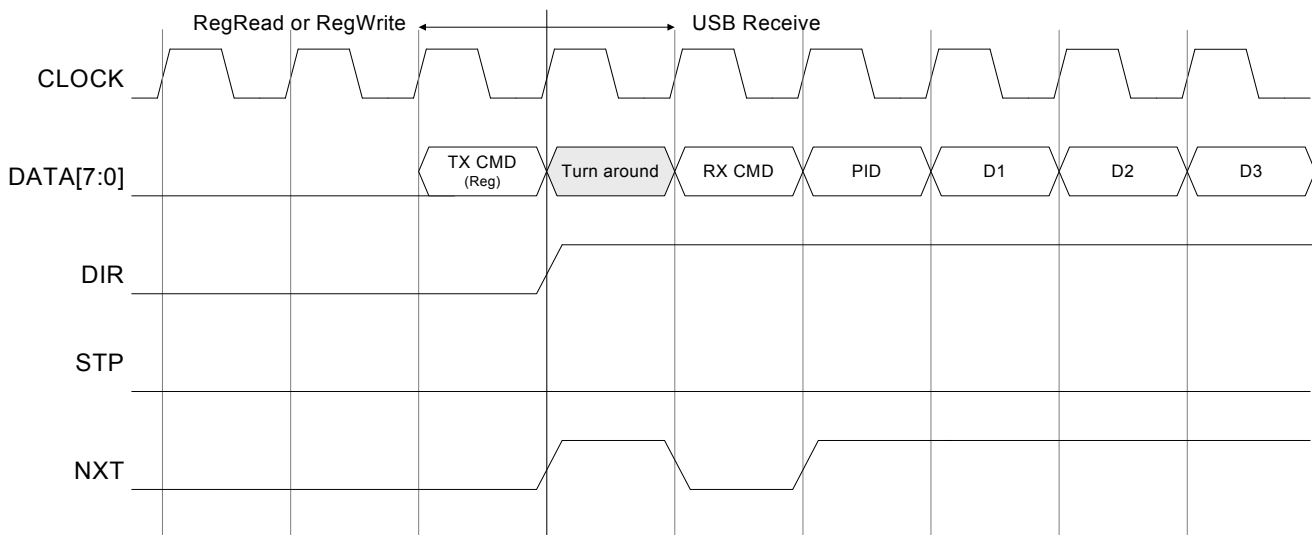 RegRead or RegWrite USB Receive
CLOCK
DATA[7:0] TX CMD Turn around RX CMD PID D1 D2 D3
(Reg)
DIR
STP
NXT